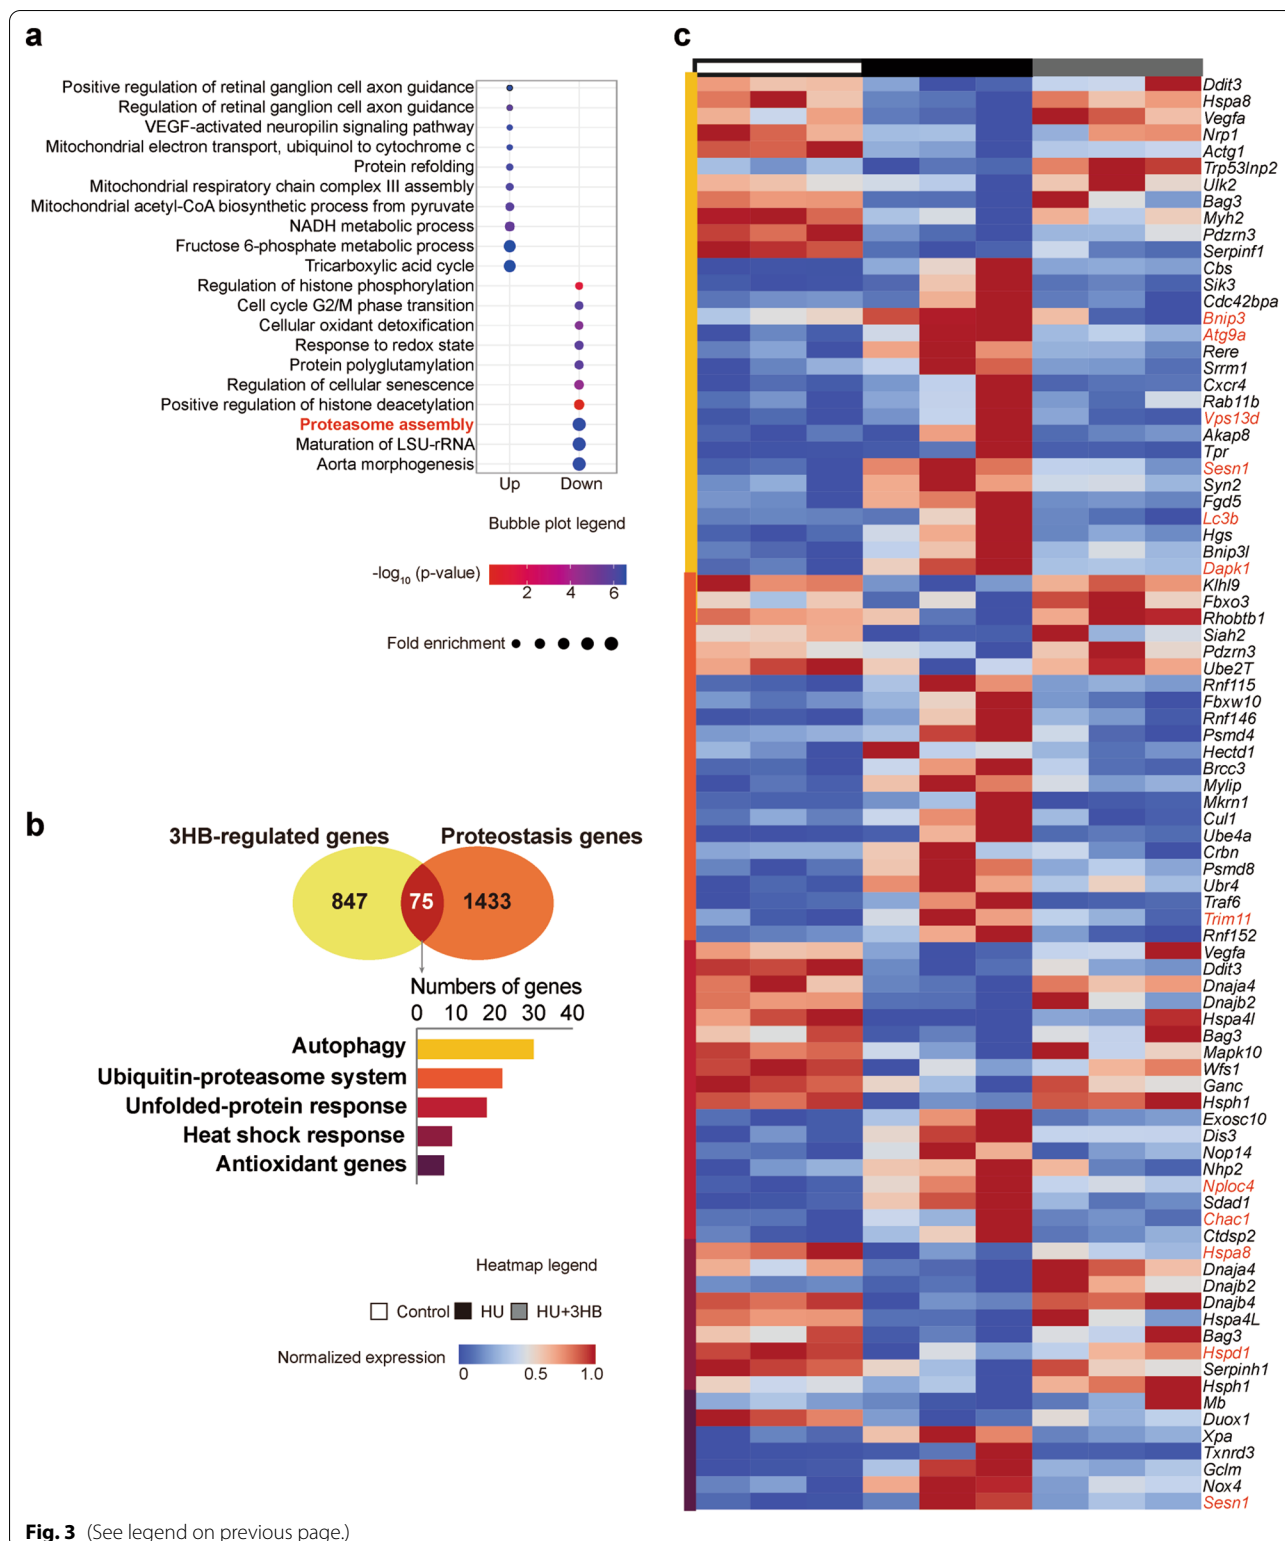 a
Positive regulation of retinal ganglion cell axon guidance
Regulation of retinal ganglion cell axon guidance
VEGF-activated neuropilin signaling pathway
Mitochondrial electron transport, ubiquinol to cytochrome c
Protein refolding
Mitochondrial respiratory chain complex III assembly
Mitochondrial acetyl-CoA biosynthetic process from pyruvate
NADH metabolic process
Fructose 6-phosphate metabolic process
Tricarboxylic acid cycle
Regulation of histone phosphorylation
Cell cycle G2/M phase transition
Cellular oxidant detoxification
Response to redox state
Protein polyglutamylation
Regulation of cellular senescence
Positive regulation of histone deacetylation
Proteasome assembly
Maturation of LSU-rRNA
Aorta morphogenesis
Up Down
Bubble plot legend
-log10 (p-value)
2 4 6
Fold enrichment
b
3HB-regulated genes Proteostasis genes
847 75 1433
Numbers of genes
0 10 20 30 40
Autophagy
Ubiquitin-proteasome system
Unfolded-protein response
Heat shock response
Antioxidant genes
Heatmap legend
Control HU HU+3HB
Normalized expression
0 0.5 1.0
c
Ddit3
Hspa8
Vegfa
Nrp1
Actg1
Trp53Inp2
Ulk2
Bag3
Myh2
Pdzrn3
Serpinf1
Cbs
Sik3
Cdc42bpa
Bnip3
Atg9a
Rere
Srrm1
Cxcr4
Rab11b
Vps13d
Akap8
Tpr
Sesn1
Syn2
Fgd5
Lc3b
Hgs
Bnip3l
Dapk1
Klhl9
Fbxo3
Rhobtb1
Siah2
Pdzrn3
Ube2T
Rnf115
Fbxw10
Rnf146
Psmd4
Hectd1
Brcc3
Mylip
Mkrn1
Cul1
Ube4a
Crbn
Psmd8
Ubr4
Traf6
Trim11
Rnf152
Vegfa
Ddit3
Dnaja4
Dnajb2
Hspa4l
Bag3
Mapk10
Wfs1
Ganc
Hsph1
Exosc10
Dis3
Nop14
Nhp2
Nploc4
Sdad1
Chac1
Ctdsp2
Hspa8
Dnaja4
Dnajb2
Dnajb4
Hspa4L
Bag3
Hspd1
Serpinh1
Hsph1
Mb
Duox1
Xpa
Txnrd3
Gclm
Nox4
Sesn1
Fig. 3 (See legend on previous page.)